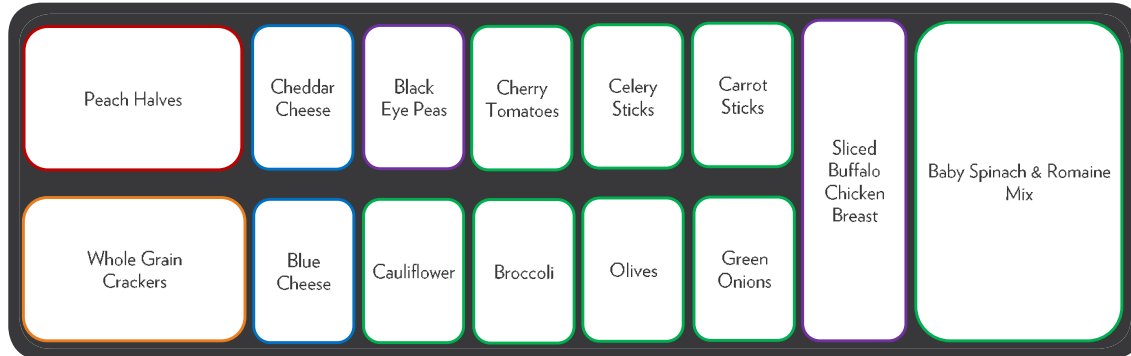 Peach Halves
Cheddar
Cheese
Black
Eye Peas
Cherry
Tomatoes
Celery
Sticks
Carrot
Sticks
Sliced
Buffalo
Chicken
Breast
Baby Spinach & Romaine
Mix
Whole Grain
Crackers
Blue
Cheese
Cauliflower
Broccoli
Olives
Green
Onions